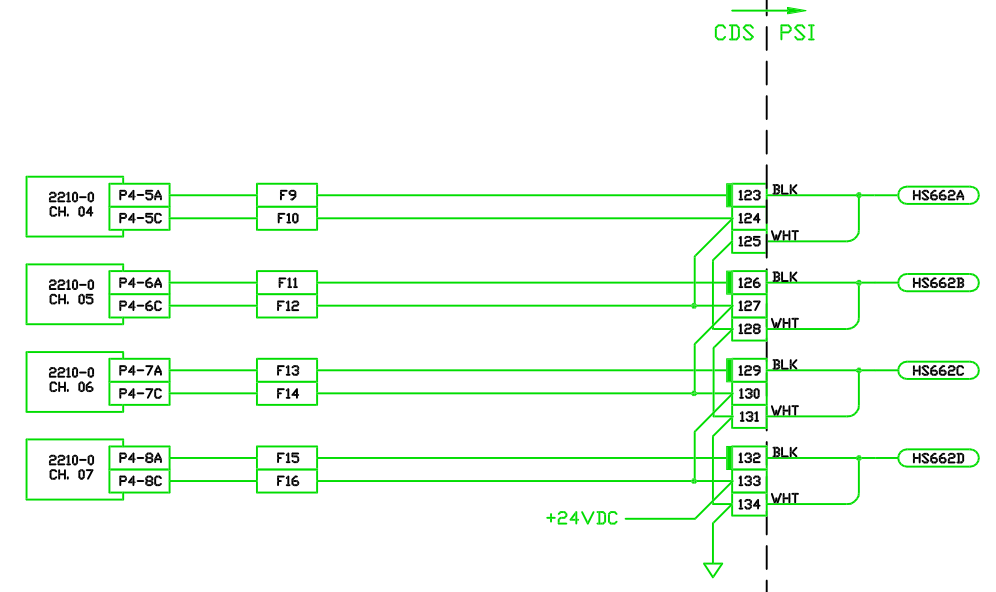 CDS PSI
2210-0
CH. 04
P4-5A F9 123 BLK HS662A
P4-5C F10 124
125 WHT
2210-0
CH. 05
P4-6A F11 126 BLK HS662B
P4-6C F12 127
128 WHT
2210-0
CH. 06
P4-7A F13 129 BLK HS662C
P4-7C F14 130
131 WHT
2210-0
CH. 07
P4-8A F15 132 BLK HS662D
P4-8C F16 133
134 WHT
+24VDC